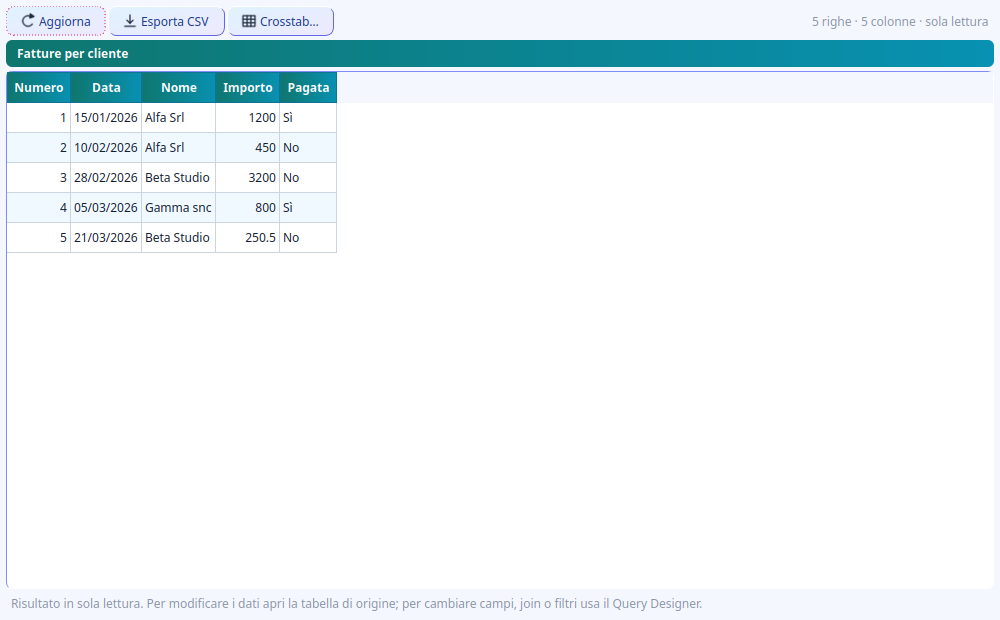 Aggiorna Esporta CSV Crosstab... 5 righe · 5 colonne · sola lettura
Fatture per cliente
Numero Data Nome Importo Pagata
1 15/01/2026 Alfa Srl 1200 Sì
2 10/02/2026 Alfa Srl 450 No
3 28/02/2026 Beta Studio 3200 No
4 05/03/2026 Gamma snc 800 Sì
5 21/03/2026 Beta Studio 250.5 No
Risultato in sola lettura. Per modificare i dati apri la tabella di origine; per cambiare campi, join o filtri usa il Query Designer.